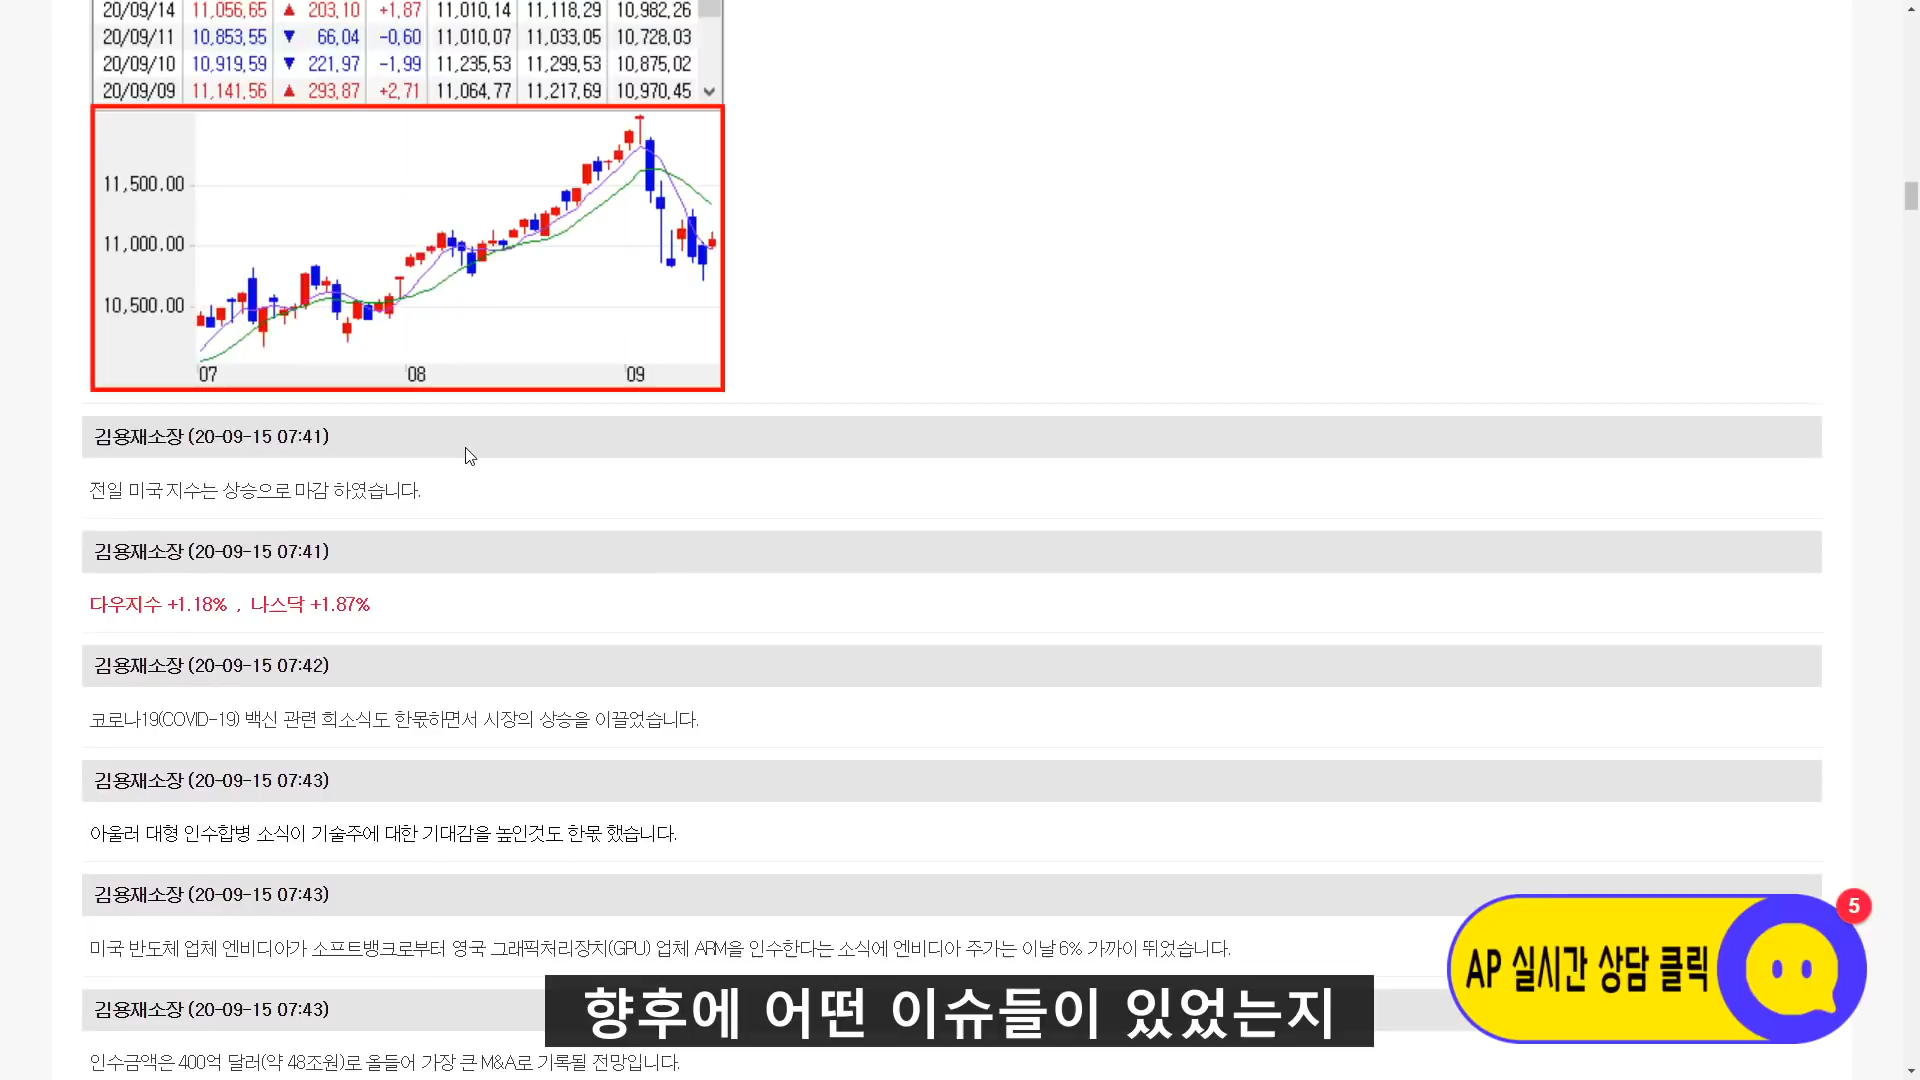 20/09/14 11,056,65 ▲ 203,10 +1,87 11,010,14 11,118,29 10,982,26
20/09/11 10,853,55 ▼ 66,04 -0,60 11,010,07 11,033,05 10,728,03
20/09/10 10,919,59 ▼ 221,97 -1,99 11,235,53 11,299,53 10,875,02
20/09/09 11,141,56 ▲ 293,87 +2,71 11,064,77 11,217,69 10,970,45
11,500.00
11,000.00
10,500.00
07 08 09
김용재소장 (20-09-15 07:41)
전일 미국 지수는 상승으로 마감 하였습니다.
김용재소장 (20-09-15 07:41)
다우지수 +1.18% , 나스닥 +1.87%
김용재소장 (20-09-15 07:42)
코로나19(COVID-19) 백신 관련 희소식도 한몫하면서 시장의 상승을 이끌었습니다.
김용재소장 (20-09-15 07:43)
아울러 대형 인수합병 소식이 기술주에 대한 기대감을 높인것도 한몫 했습니다.
김용재소장 (20-09-15 07:43)
미국 반도체 업체 엔비디아가 소프트뱅크로부터 영국 그래픽처리장치(GPU) 업체 ARM을 인수한다는 소식에 엔비디아 주가는 이날 6% 가까이 뛰었습니다.
김용재소장 (20-09-15 07:43)
인수금액은 400억 달러(약 48조원)로 올들어 가장 큰 M&A로 기록될 전망입니다.
5
AP 실시간 상담 클릭
향후에 어떤 이슈들이 있었는지